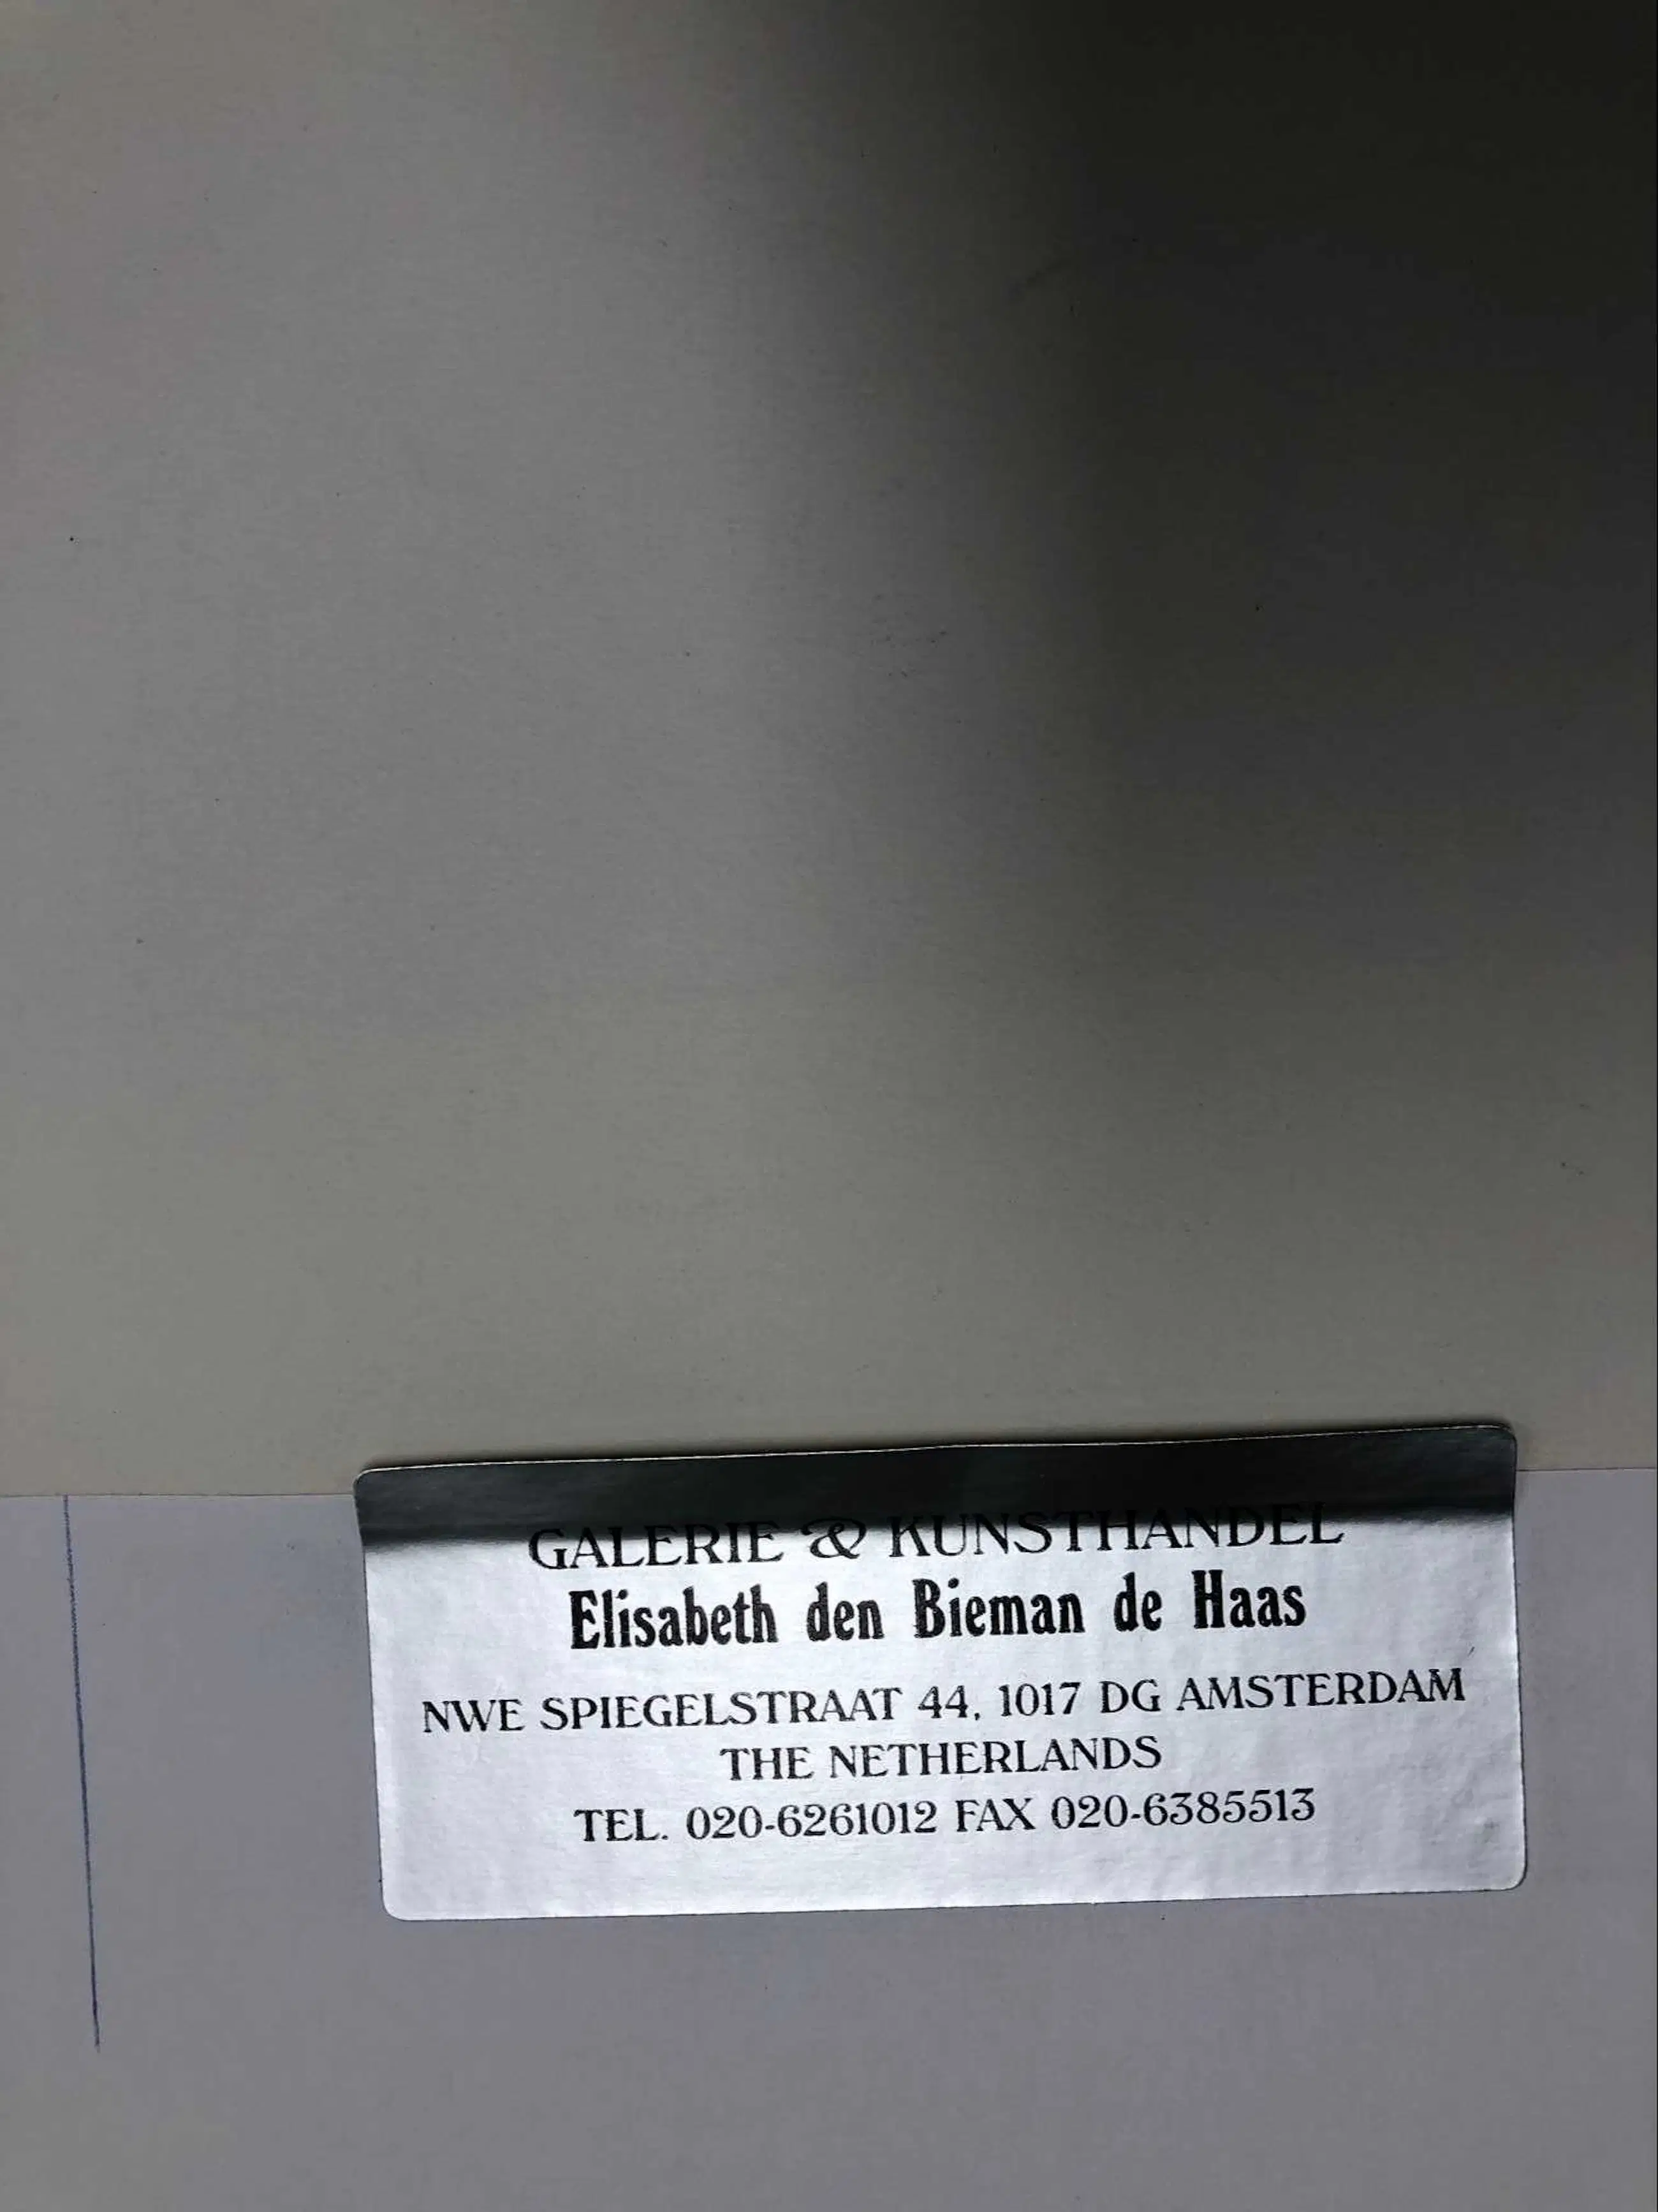 GALERIE & KUNSTHANDEL
Elisabeth den Bieman de Haas
NWE SPIEGELSTRAAT 44, 1017 DG AMSTERDAM
THE NETHERLANDS
TEL. 020-6261012 FAX 020-6385513